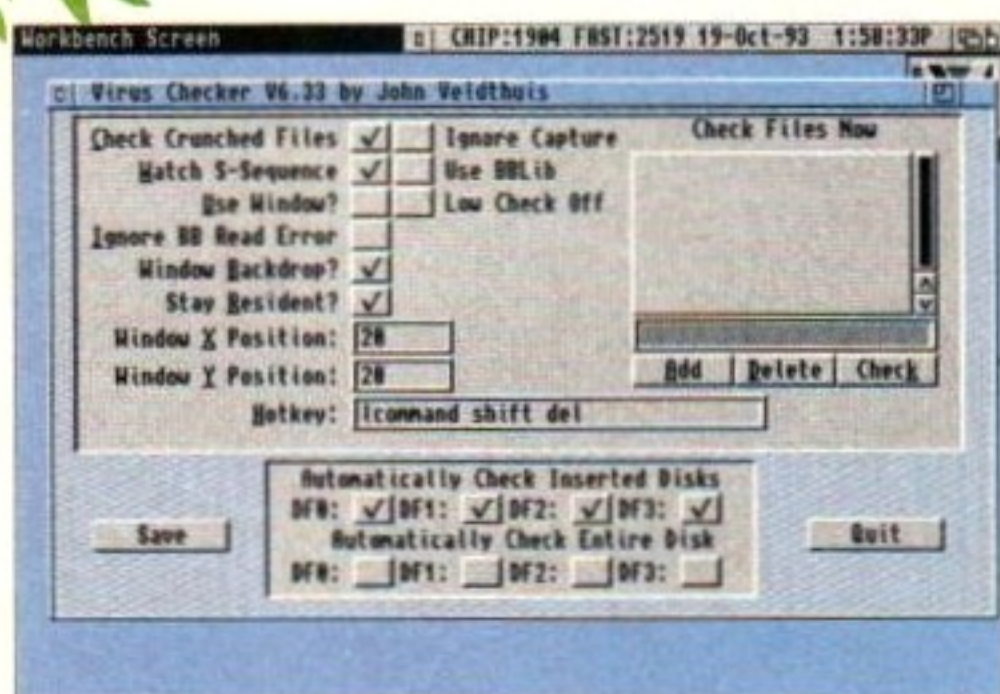 Workbench Screen
CHIP:1904 FAST:2519 19-Oct-93 1:58:33P
Virus Checker V6.33 by John Veldthuis
Check Crunched Files
Ignore Capture
Watch S-Sequence
Use BBLib
Use Window?
Low Check Off
Ignore BB Read Error
Window Backdrop?
Stay Resident?
Window X Position: 20
Window Y Position: 20
Hotkey: lcommand shift del
Check Files Now
Add Delete Check
Automatically Check Inserted Disks
DF0: DF1: DF2: DF3:
Automatically Check Entire Disk
DF0: DF1: DF2: DF3:
Save
Quit